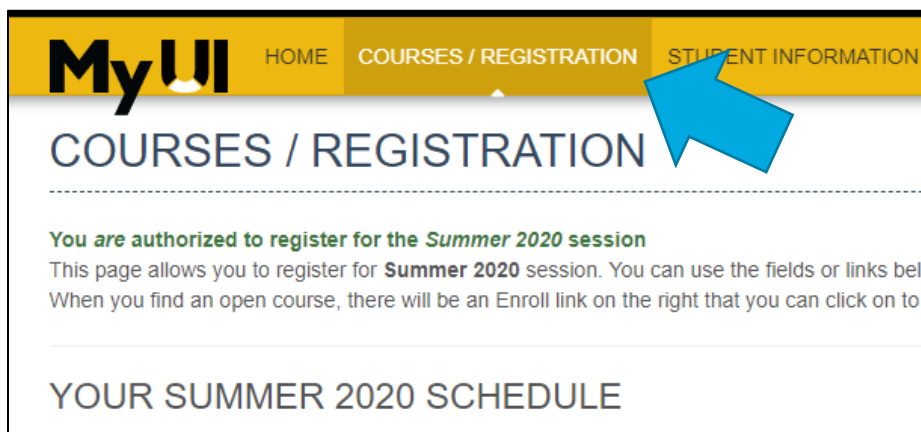 MyUI HOME COURSES / REGISTRATION STUDENT INFORMATION
COURSES / REGISTRATION
You are authorized to register for the Summer 2020 session
This page allows you to register for Summer 2020 session. You can use the fields or links bel
When you find an open course, there will be an Enroll link on the right that you can click on to
YOUR SUMMER 2020 SCHEDULE